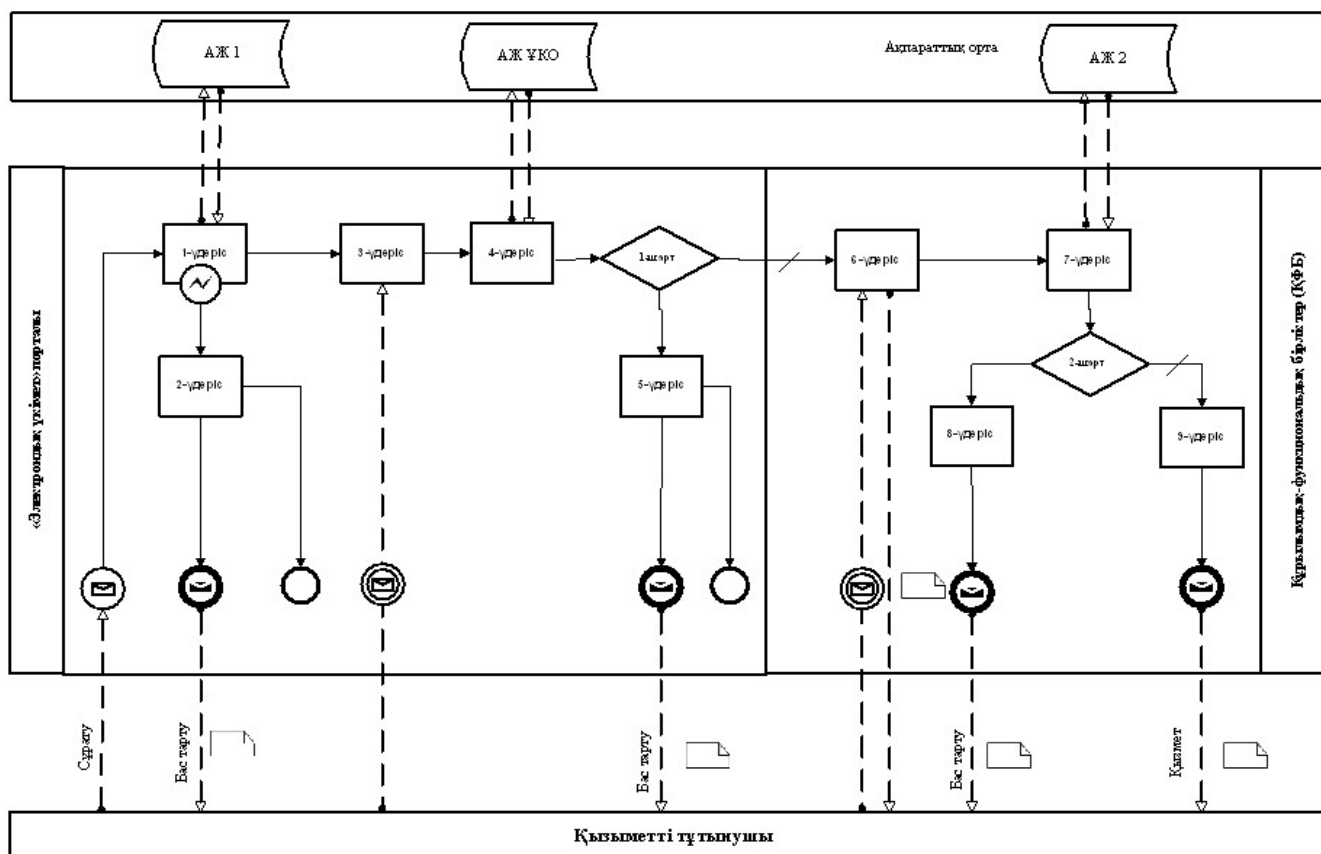 АЖ 1
АЖ ҰКО
Ақпараттық орта
АЖ 2
«Электрондық үкімет» порталы
1-үдеріс
3-үдеріс
4-үдеріс
1-шарт
6-үдеріс
7-үдеріс
2-үдеріс
5-үдеріс
2-шарт
8-үдеріс
9-үдеріс
Құрылымдық-функциональдық бірліктер (ҚФБ)
Сұрату
Бас тарту
Бас тарту
Бас тарту
Қызмет
Қызыметті тұтынушы